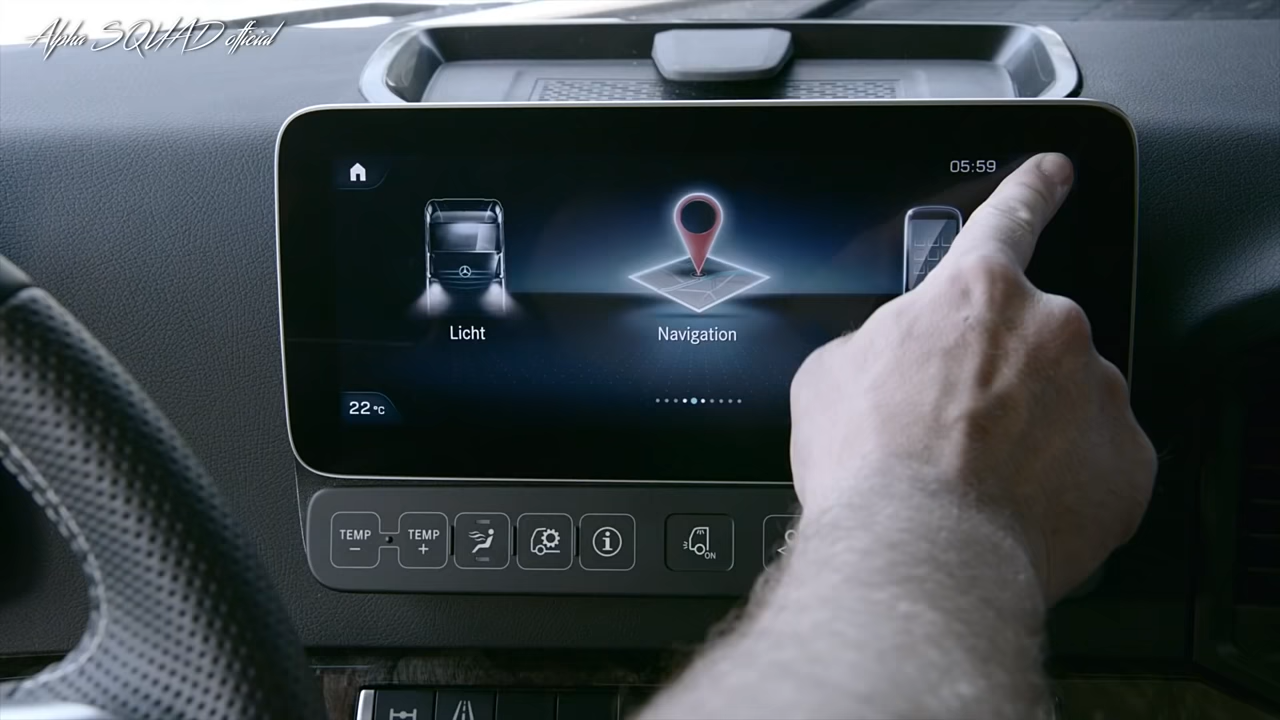 Alpha SQUAD official
05:59
Licht
Navigation
22°C
TEMP
−
TEMP
+
i
ON